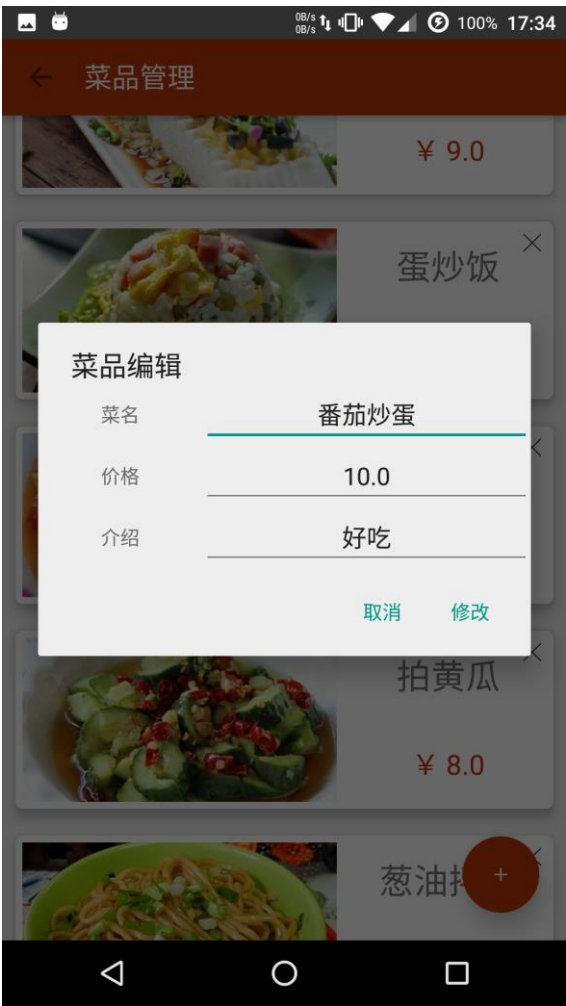 0B/s
0B/s
100% 17:34
菜品管理
¥ 9.0
蛋炒饭
菜品编辑
菜名 番茄炒蛋
价格 10.0
介绍 好吃
取消 修改
拍黄瓜
¥ 8.0
葱油
+